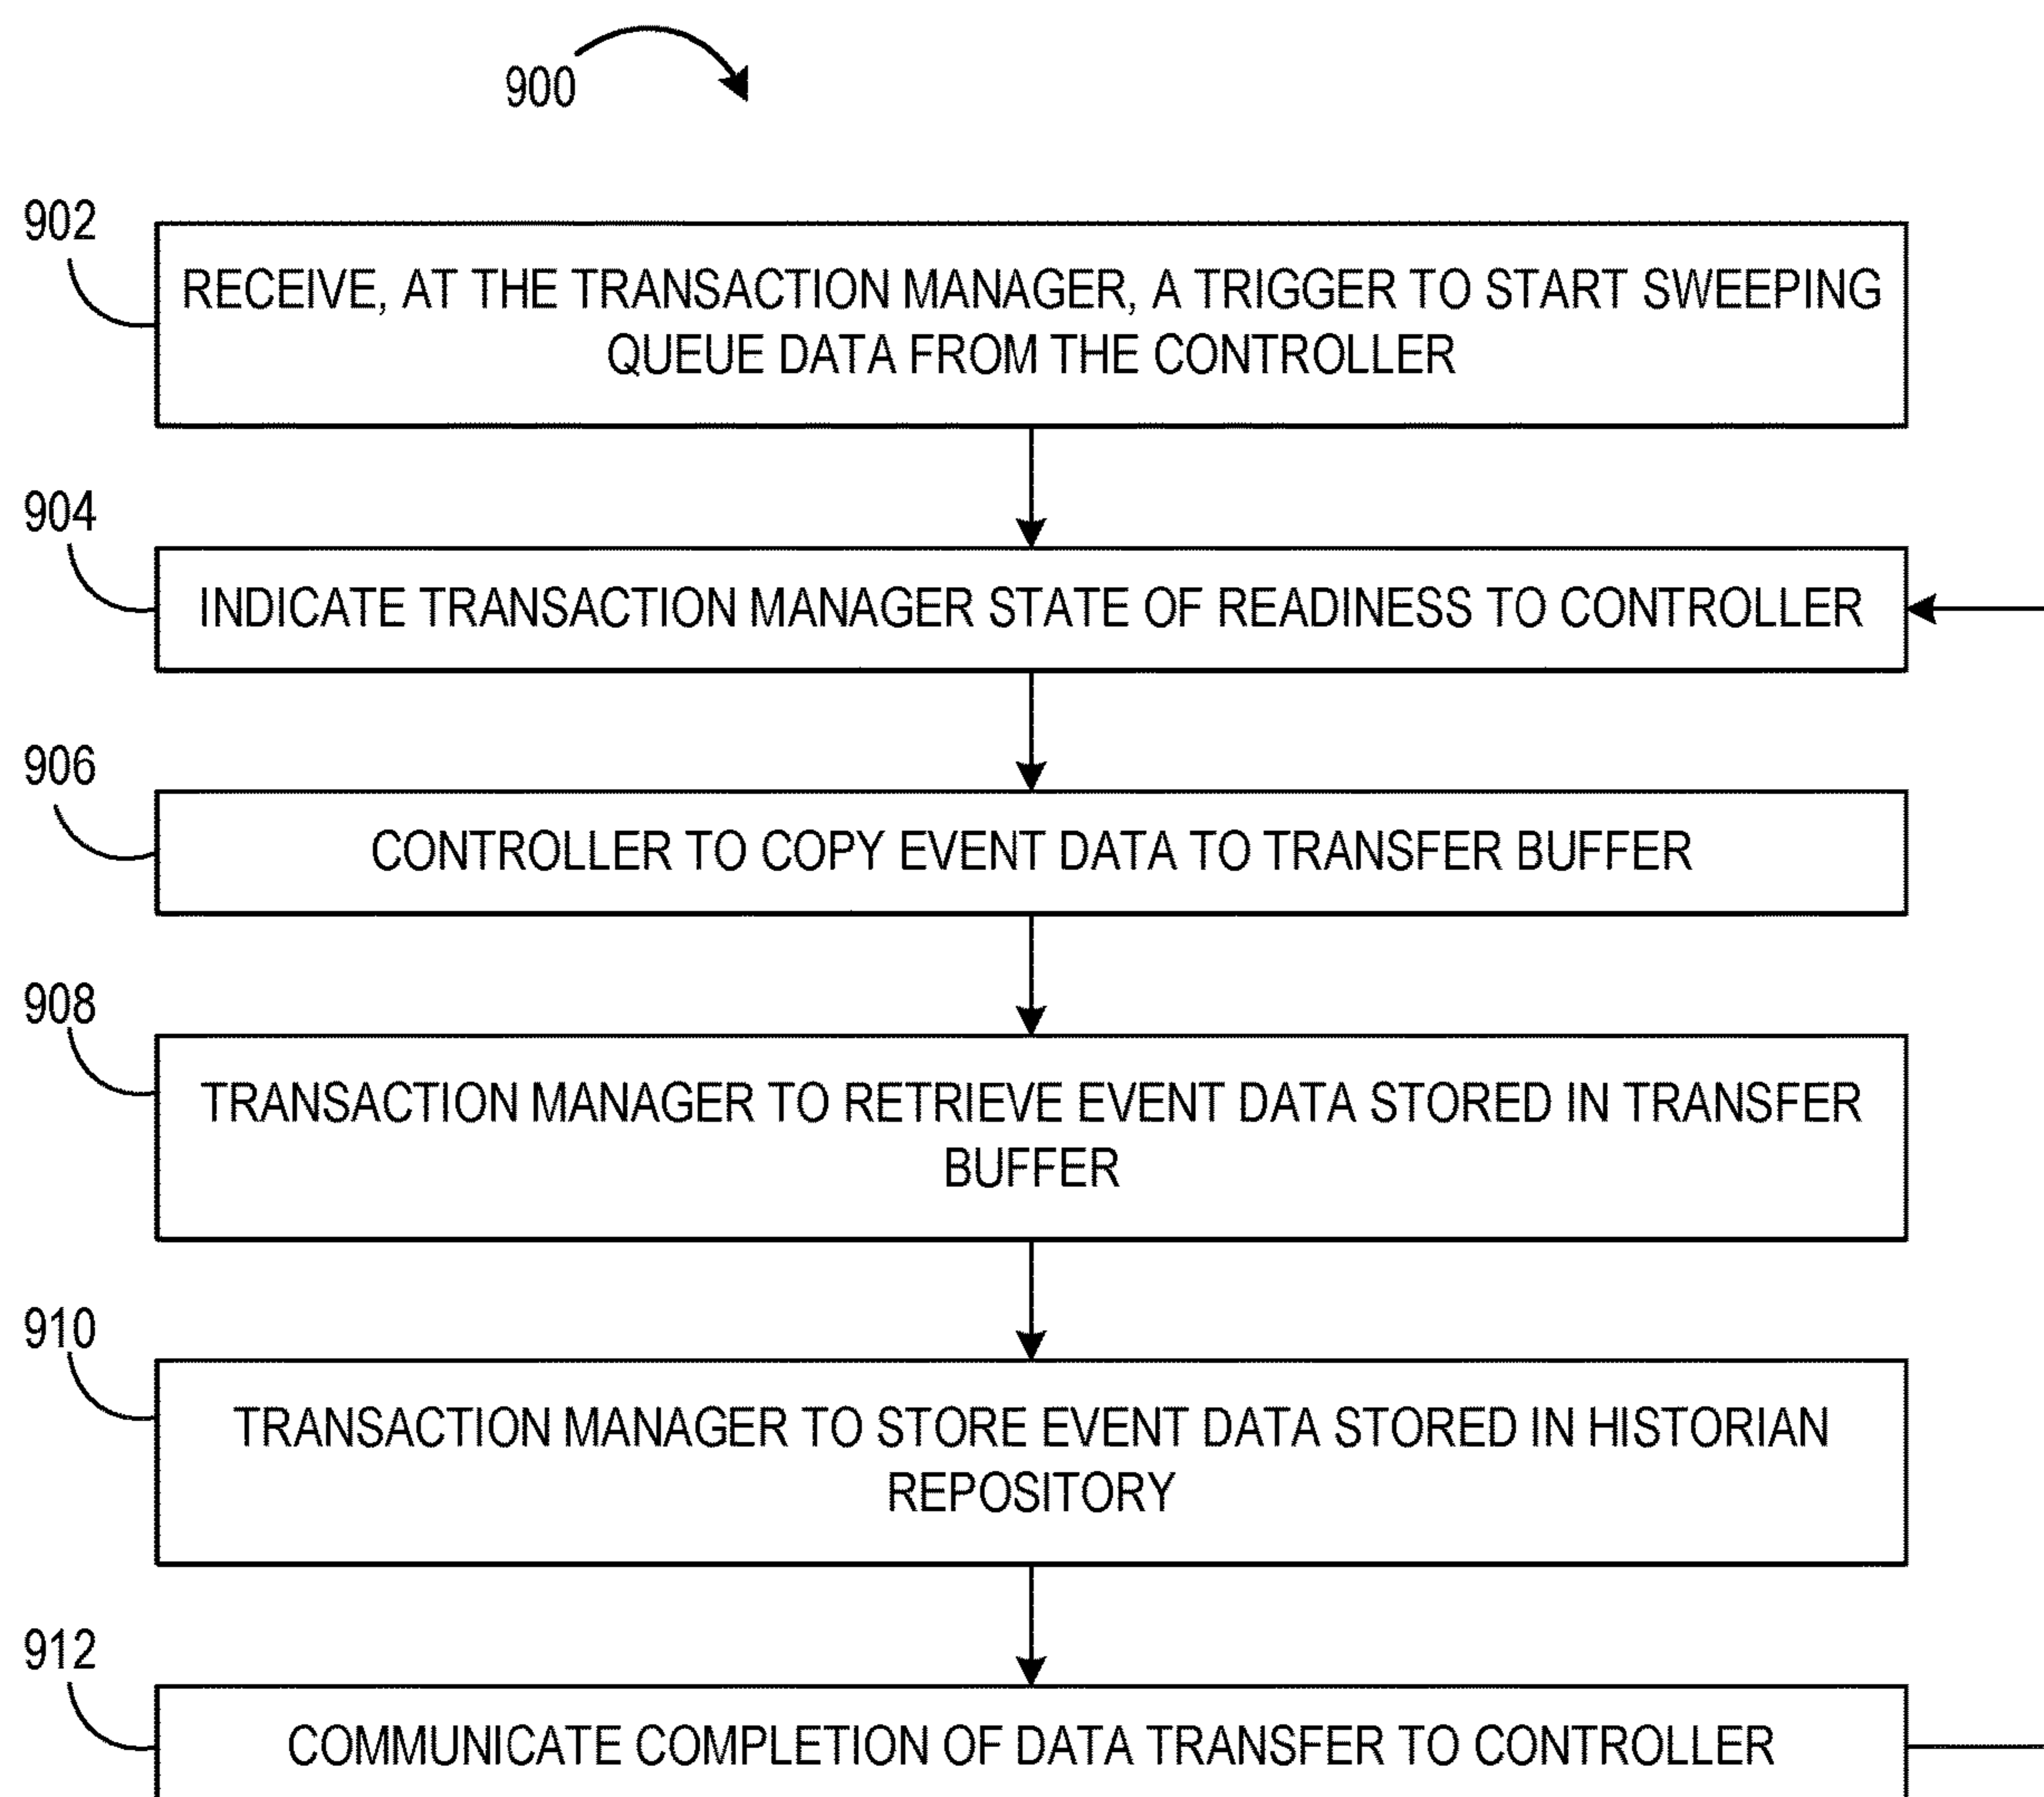 900
902
RECEIVE, AT THE TRANSACTION MANAGER, A TRIGGER TO START SWEEPING
QUEUE DATA FROM THE CONTROLLER
904
INDICATE TRANSACTION MANAGER STATE OF READINESS TO CONTROLLER
906
CONTROLLER TO COPY EVENT DATA TO TRANSFER BUFFER
908
TRANSACTION MANAGER TO RETRIEVE EVENT DATA STORED IN TRANSFER
BUFFER
910
TRANSACTION MANAGER TO STORE EVENT DATA STORED IN HISTORIAN
REPOSITORY
912
COMMUNICATE COMPLETION OF DATA TRANSFER TO CONTROLLER